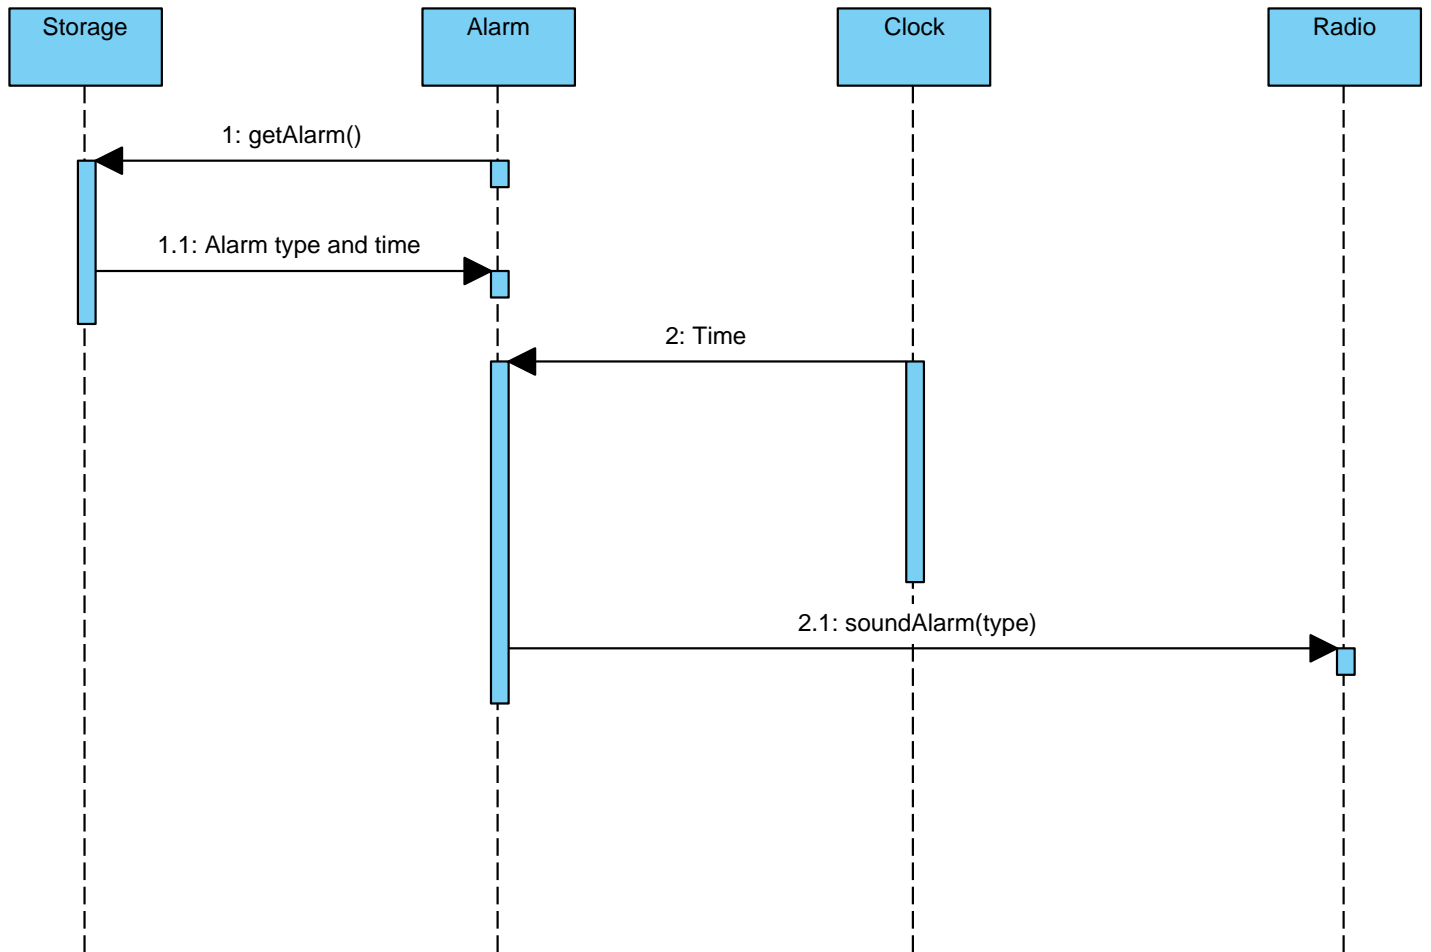 Storage
Alarm
Clock
Radio
1: getAlarm()
1.1: Alarm type and time
2: Time
2.1: soundAlarm(type)